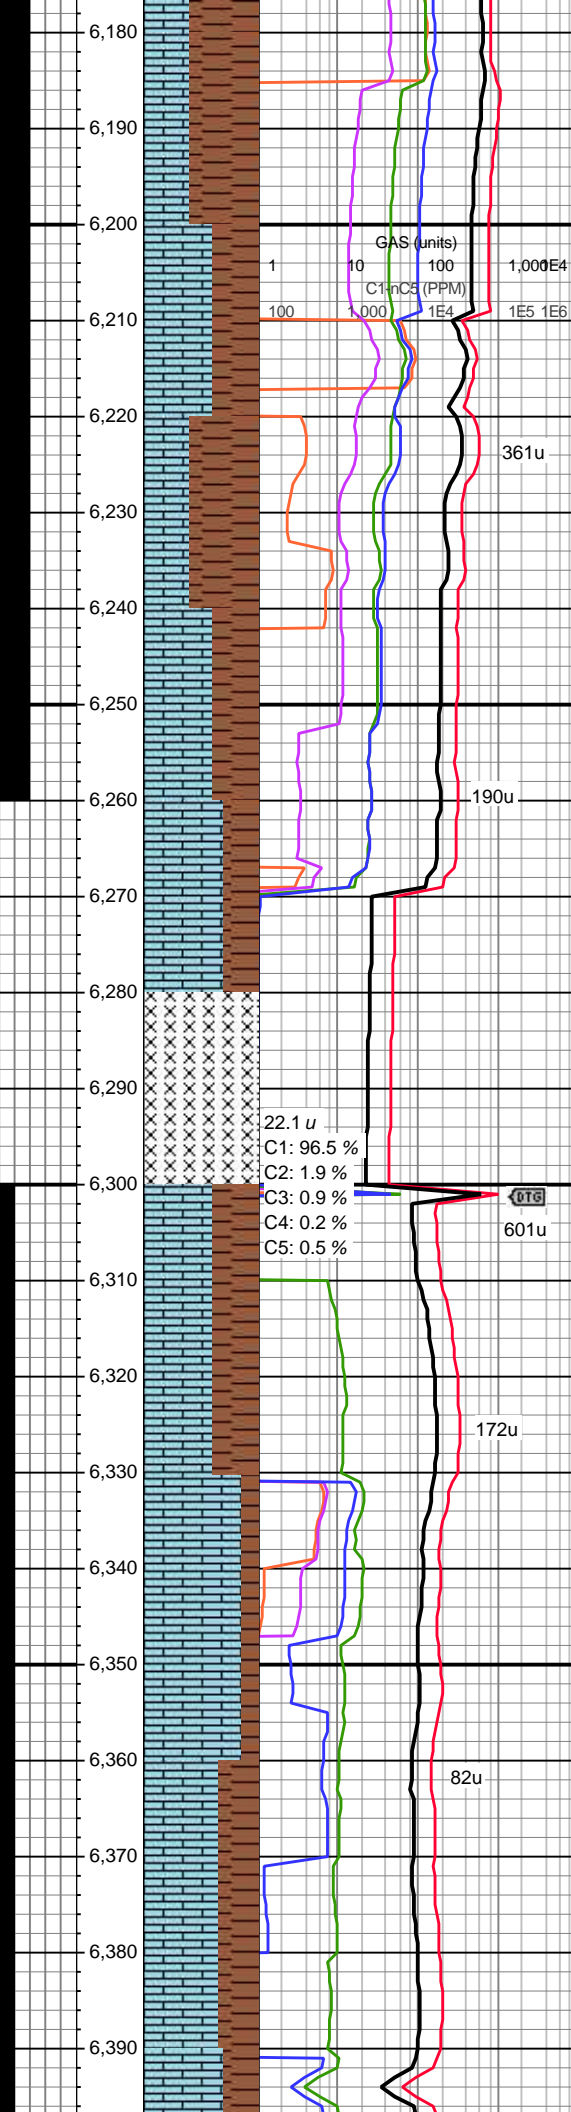 6,180
6,190
6,200
GAS (units)
1 10 100 1,000 1E4
C1-nC5 (PPM)
100 1,000 1E4 1E5 1E6
6,210
6,220
361u
6,230
6,240
6,250
6,260
190u
6,270
6,280
6,290
22.1 u
C1: 96.5 %
C2: 1.9 %
6,300
C3: 0.9 %
DTG
C4: 0.2 %
601u
C5: 0.5 %
6,310
6,320
172u
6,330
6,340
6,350
6,360
82u
6,370
6,380
6,390